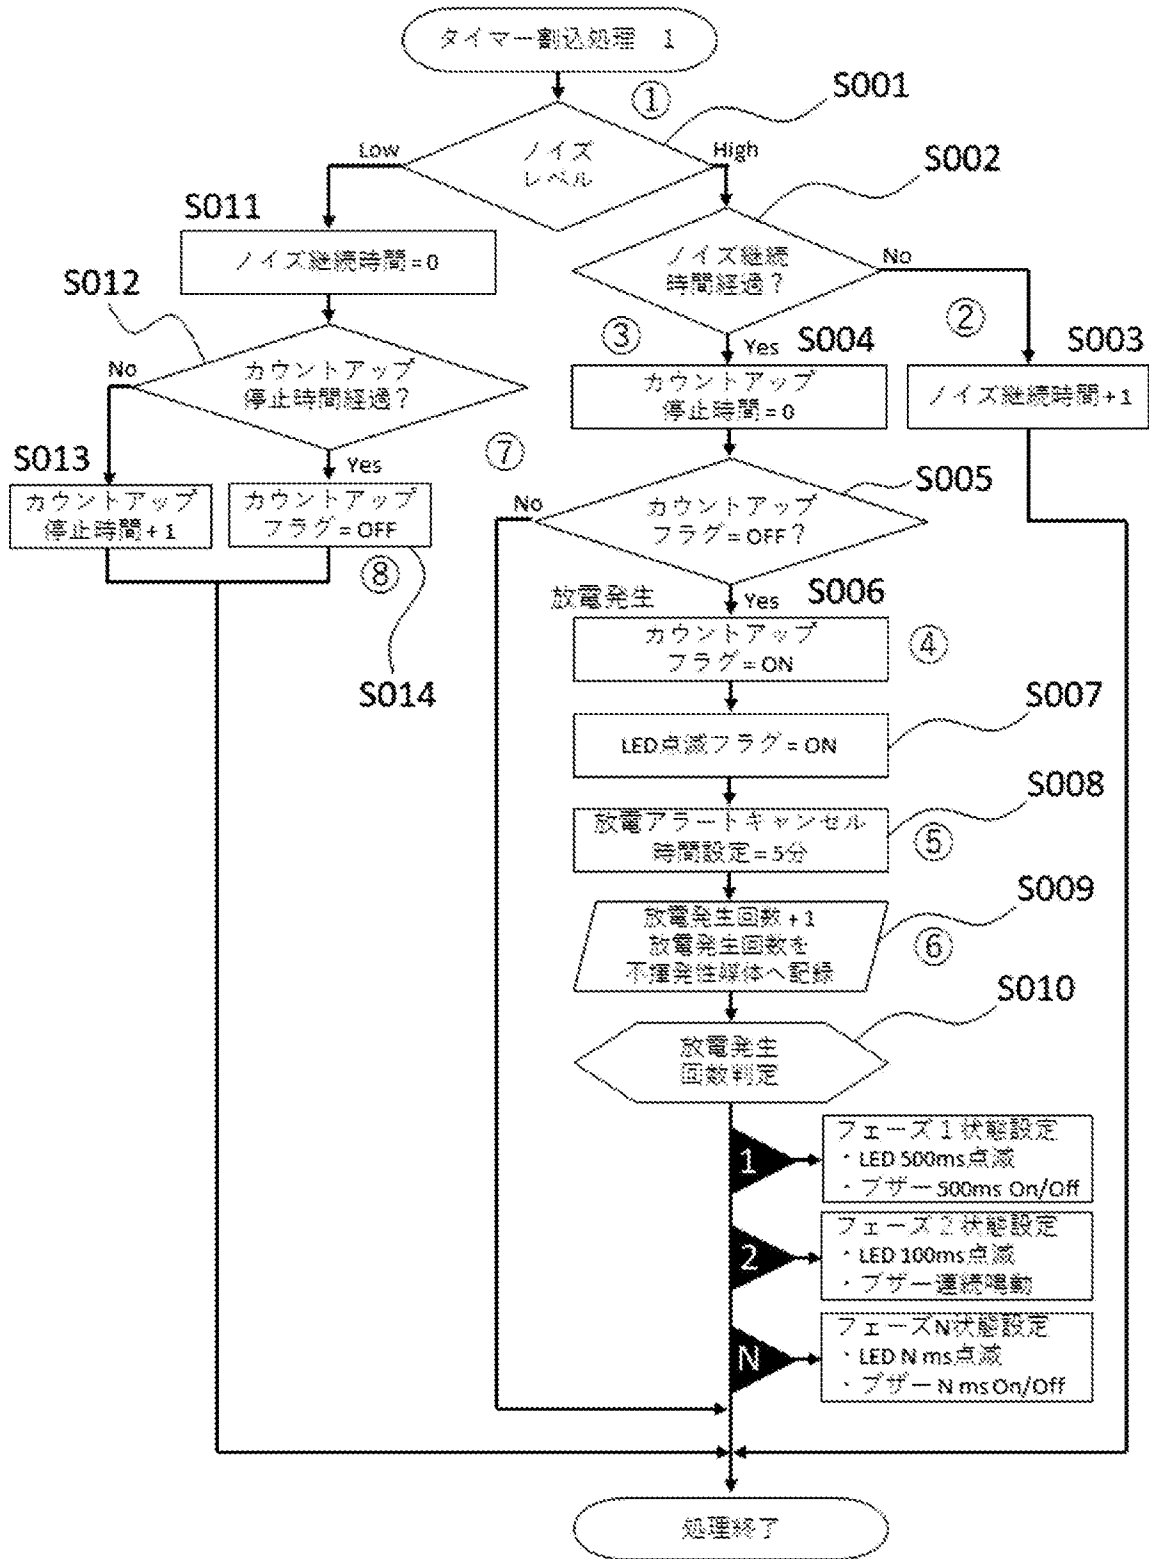 タイマー割込処理 1
①
S001
ノイズ
レベル
Low
High
S002
S011
ノイズ継続時間=0
ノイズ継続
時間経過?
No
S012
②
③
Yes
S004
S003
カウントアップ
停止時間経過?
No
カウントアップ
停止時間=0
ノイズ継続時間+1
⑦
S013
Yes
S005
カウントアップ
停止時間+1
カウントアップ
フラグ=OFF
No
カウントアップ
フラグ=OFF?
⑧
放電発生
Yes
S006
カウントアップ
フラグ=ON
④
S014
S007
LED点滅フラグ=ON
S008
放電アラートキャンセル
時間設定=5分
⑤
S009
放電発生回数+1
放電発生回数を
不揮発性媒体へ記録
⑥
S010
放電発生
回数判定
1
フェーズ1状態設定
・LED 500ms点滅
・ブザー500ms On/Off
2
フェーズ2状態設定
・LED 100ms点滅
・ブザー連続鳴動
N
フェーズN状態設定
・LED N ms点滅
・ブザーN ms On/Off
処理終了